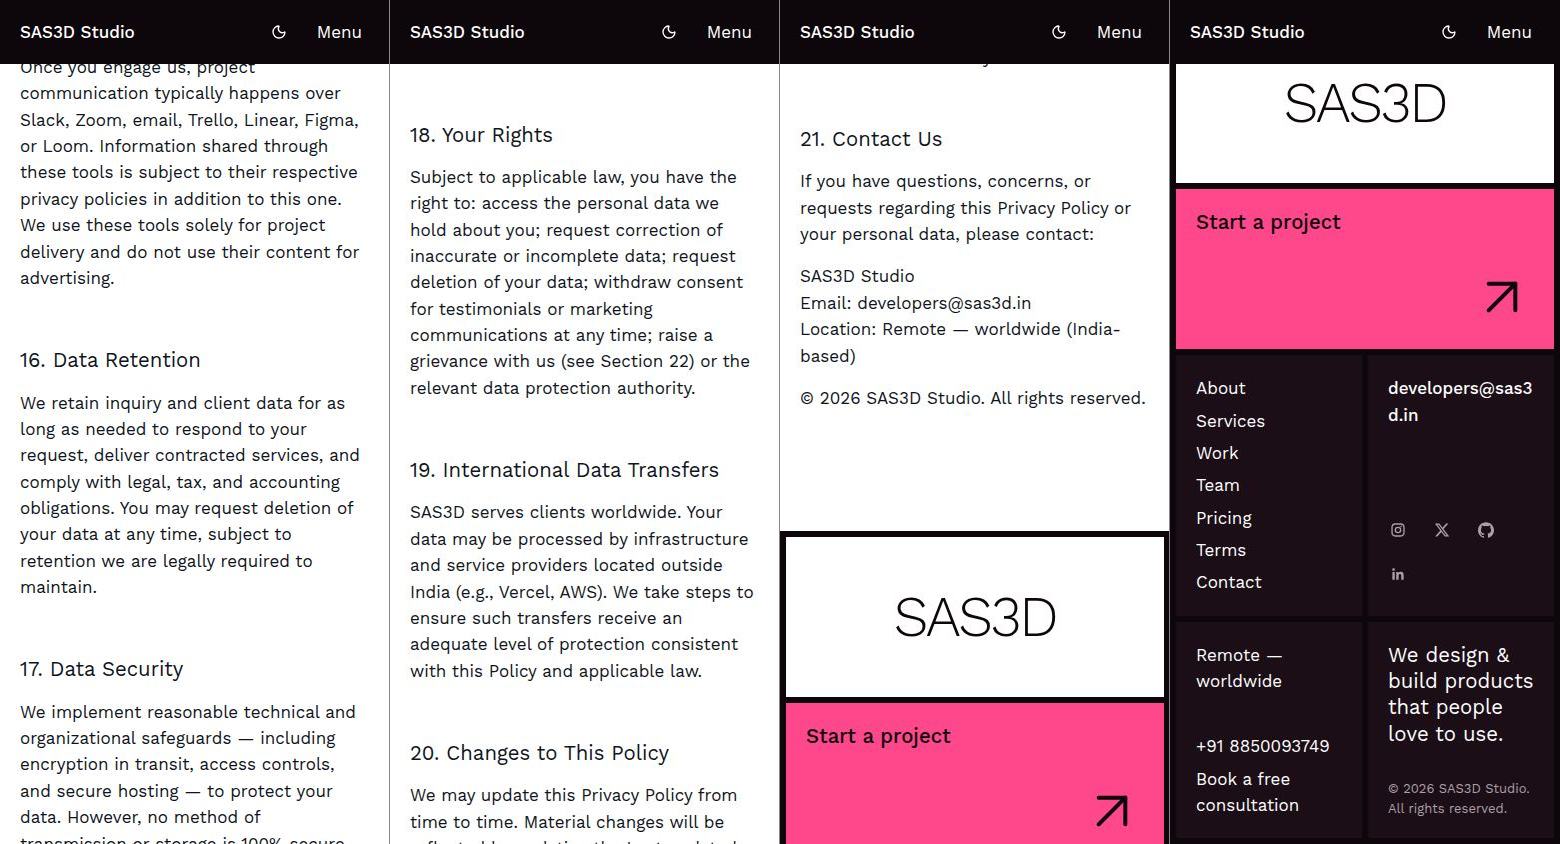 SAS3D Studio
Menu
Once you engage us, project
communication typically happens over
Slack, Zoom, email, Trello, Linear, Figma,
or Loom. Information shared through
these tools is subject to their respective
privacy policies in addition to this one.
We use these tools solely for project
delivery and do not use their content for
advertising.
16. Data Retention
We retain inquiry and client data for as
long as needed to respond to your
request, deliver contracted services, and
comply with legal, tax, and accounting
obligations. You may request deletion of
your data at any time, subject to
retention we are legally required to
maintain.
17. Data Security
We implement reasonable technical and
organizational safeguards — including
encryption in transit, access controls,
and secure hosting — to protect your
data. However, no method of
transmission or storage is 100% secure
SAS3D Studio
Menu
18. Your Rights
Subject to applicable law, you have the
right to: access the personal data we
hold about you; request correction of
inaccurate or incomplete data; request
deletion of your data; withdraw consent
for testimonials or marketing
communications at any time; raise a
grievance with us (see Section 22) or the
relevant data protection authority.
19. International Data Transfers
SAS3D serves clients worldwide. Your
data may be processed by infrastructure
and service providers located outside
India (e.g., Vercel, AWS). We take steps to
ensure such transfers receive an
adequate level of protection consistent
with this Policy and applicable law.
20. Changes to This Policy
We may update this Privacy Policy from
time to time. Material changes will be
SAS3D Studio
Menu
21. Contact Us
If you have questions, concerns, or
requests regarding this Privacy Policy or
your personal data, please contact:
SAS3D Studio
Email: developers@sas3d.in
Location: Remote — worldwide (India-
based)
© 2026 SAS3D Studio. All rights reserved.
SAS3D
Start a project
SAS3D Studio
Menu
SAS3D
Start a project
About
Services
Work
Team
Pricing
Terms
Contact
developers@sas3
d.in
Remote —
worldwide
+91 8850093749
Book a free
consultation
We design &
build products
that people
love to use.
© 2026 SAS3D Studio.
All rights reserved.